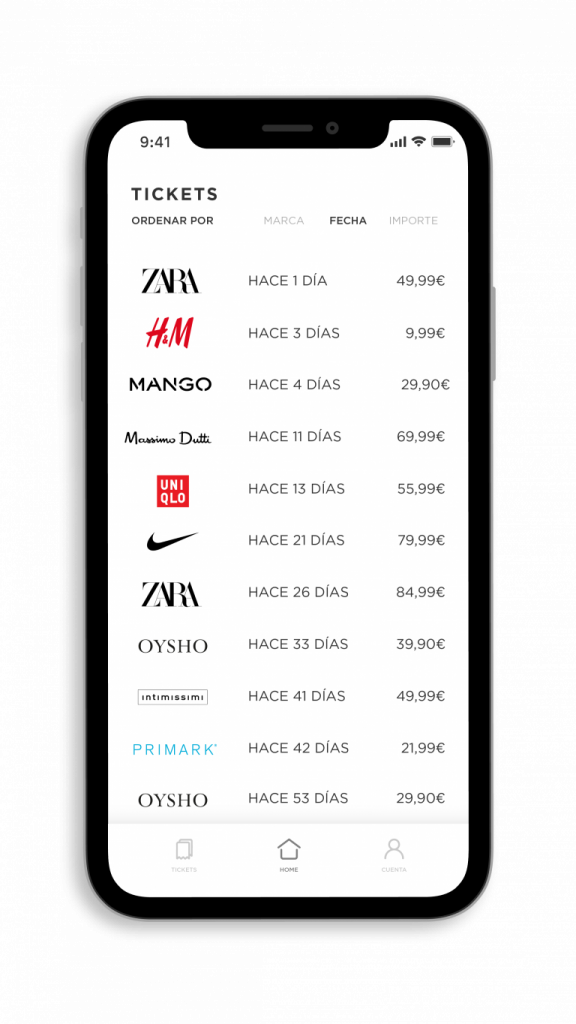 9:41
TICKETS
ORDENAR POR MARCA FECHA IMPORTE
ZARA HACE 1 DÍA 49,99€
H&M HACE 3 DÍAS 9,99€
MANGO HACE 4 DÍAS 29,90€
Massimo Dutti HACE 11 DÍAS 69,99€
UNI QLO HACE 13 DÍAS 55,99€
HACE 21 DÍAS 79,99€
ZARA HACE 26 DÍAS 84,99€
OYSHO HACE 33 DÍAS 39,90€
intimissimi HACE 41 DÍAS 49,99€
PRIMARK® HACE 42 DÍAS 21,99€
OYSHO HACE 53 DÍAS 29,90€
TICKETS HOME CUENTA